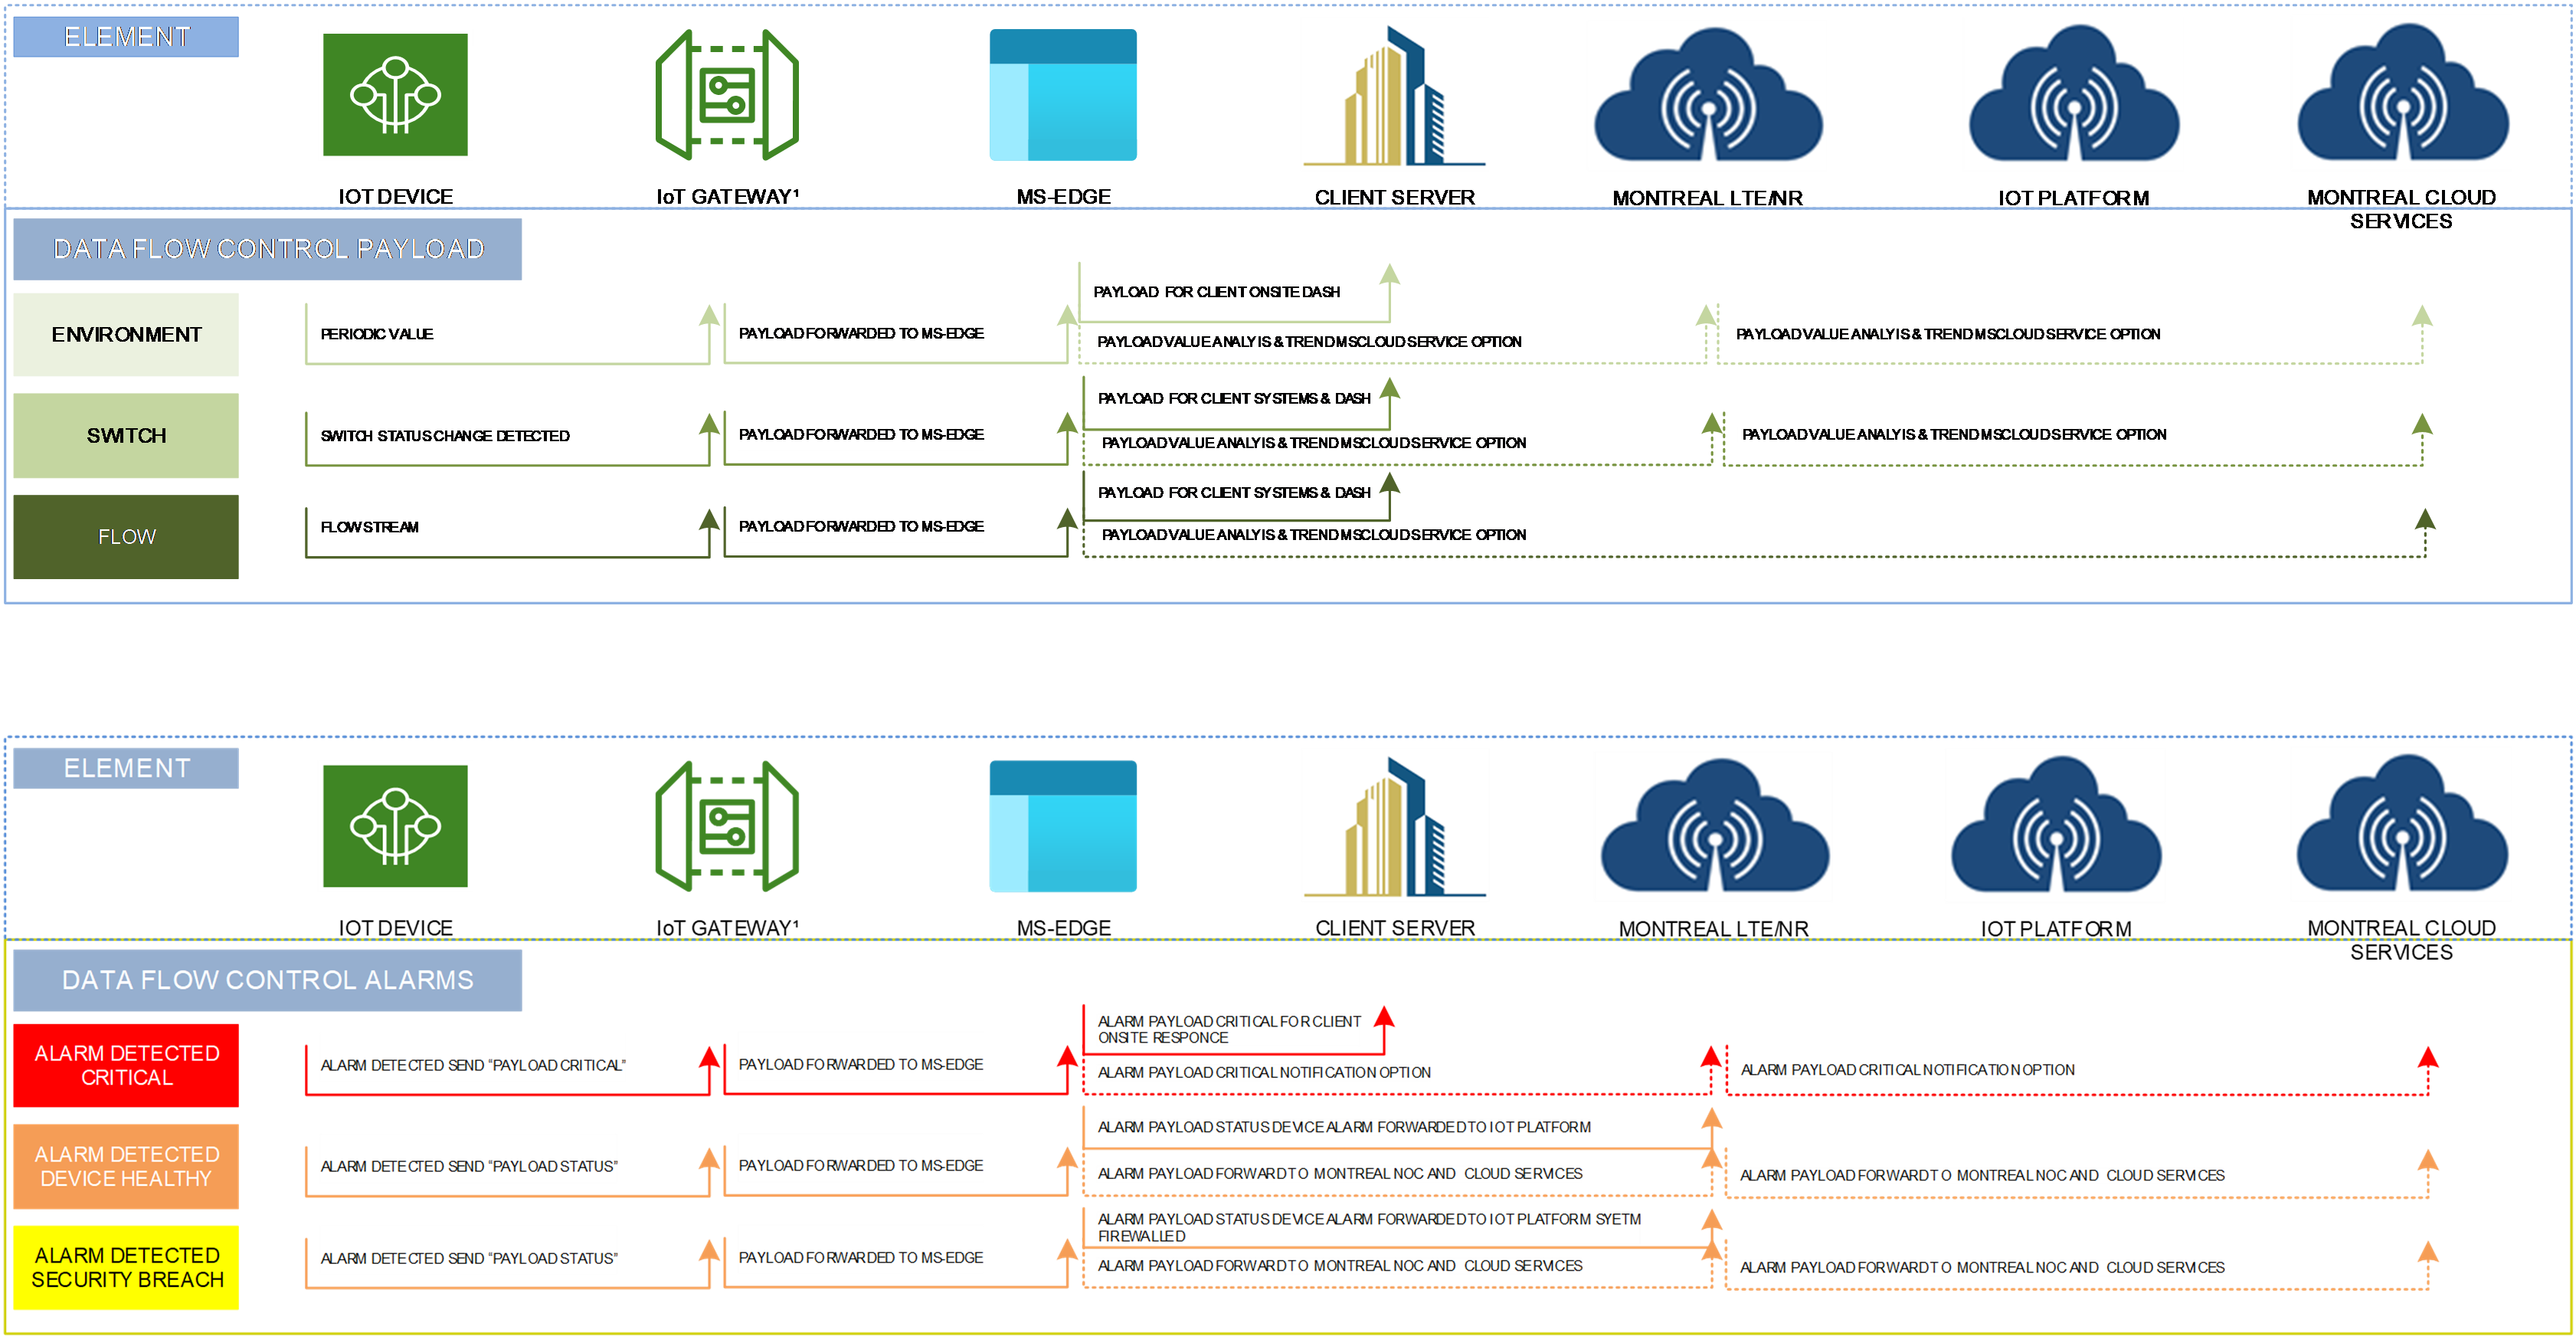 ELEMENT
IOT DEVICE
IoT GATEWAY¹
MS-EDGE
CLIENT SERVER
MONTREAL LTE/NR
IOT PLATFORM
MONTREAL CLOUD
SERVICES
DATA FLOW CONTROL PAYLOAD
ENVIRONMENT
PERIODIC VALUE
PAYLOAD FORWARDED TO MS-EDGE
PAYLOAD FOR CLIENT ONSITE DASH
PAYLOAD VALUE ANALYIS & TREND MSCLOUD SERVICE OPTION
PAYLOAD VALUE ANALYIS & TREND MSCLOUD SERVICE OPTION
SWITCH
SWITCH STATUS CHANGE DETECTED
PAYLOAD FORWARDED TO MS-EDGE
PAYLOAD FOR CLIENT SYSTEMS & DASH
PAYLOAD VALUE ANALYIS & TREND MSCLOUD SERVICE OPTION
PAYLOAD VALUE ANALYIS & TREND MSCLOUD SERVICE OPTION
FLOW
FLOW STREAM
PAYLOAD FORWARDED TO MS-EDGE
PAYLOAD FOR CLIENT SYSTEMS & DASH
PAYLOAD VALUE ANALYIS & TREND MSCLOUD SERVICE OPTION
ELEMENT
IOT DEVICE
IoT GATEWAY¹
MS-EDGE
CLIENT SERVER
MONTREAL LTE/NR
IOT PLATFORM
MONTREAL CLOUD
SERVICES
DATA FLOW CONTROL ALARMS
ALARM DETECTED
CRITICAL
ALARM DETECTED SEND “PAYLOAD CRITICAL”
PAYLOAD FORWARDED TO MS-EDGE
ALARM PAYLOAD CRITICAL FOR CLIENT
ONSITE RESPONCE
ALARM PAYLOAD CRITICAL NOTIFICATION OPTION
ALARM PAYLOAD CRITICAL NOTIFICATION OPTION
ALARM DETECTED
DEVICE HEALTHY
ALARM DETECTED SEND “PAYLOAD STATUS”
PAYLOAD FORWARDED TO MS-EDGE
ALARM PAYLOAD STATUS DEVICE ALARM FORWARDED TO IOT PLATFORM
ALARM PAYLOAD FORWARD TO MONTREAL NOC AND CLOUD SERVICES
ALARM PAYLOAD FORWARD TO MONTREAL NOC AND CLOUD SERVICES
ALARM DETECTED
SECURITY BREACH
ALARM DETECTED SEND “PAYLOAD STATUS”
PAYLOAD FORWARDED TO MS-EDGE
ALARM PAYLOAD STATUS DEVICE ALARM FORWARDED TO IOT PLATFORM SYETM
FIREWALLED
ALARM PAYLOAD FORWARD TO MONTREAL NOC AND CLOUD SERVICES
ALARM PAYLOAD FORWARD TO MONTREAL NOC AND CLOUD SERVICES